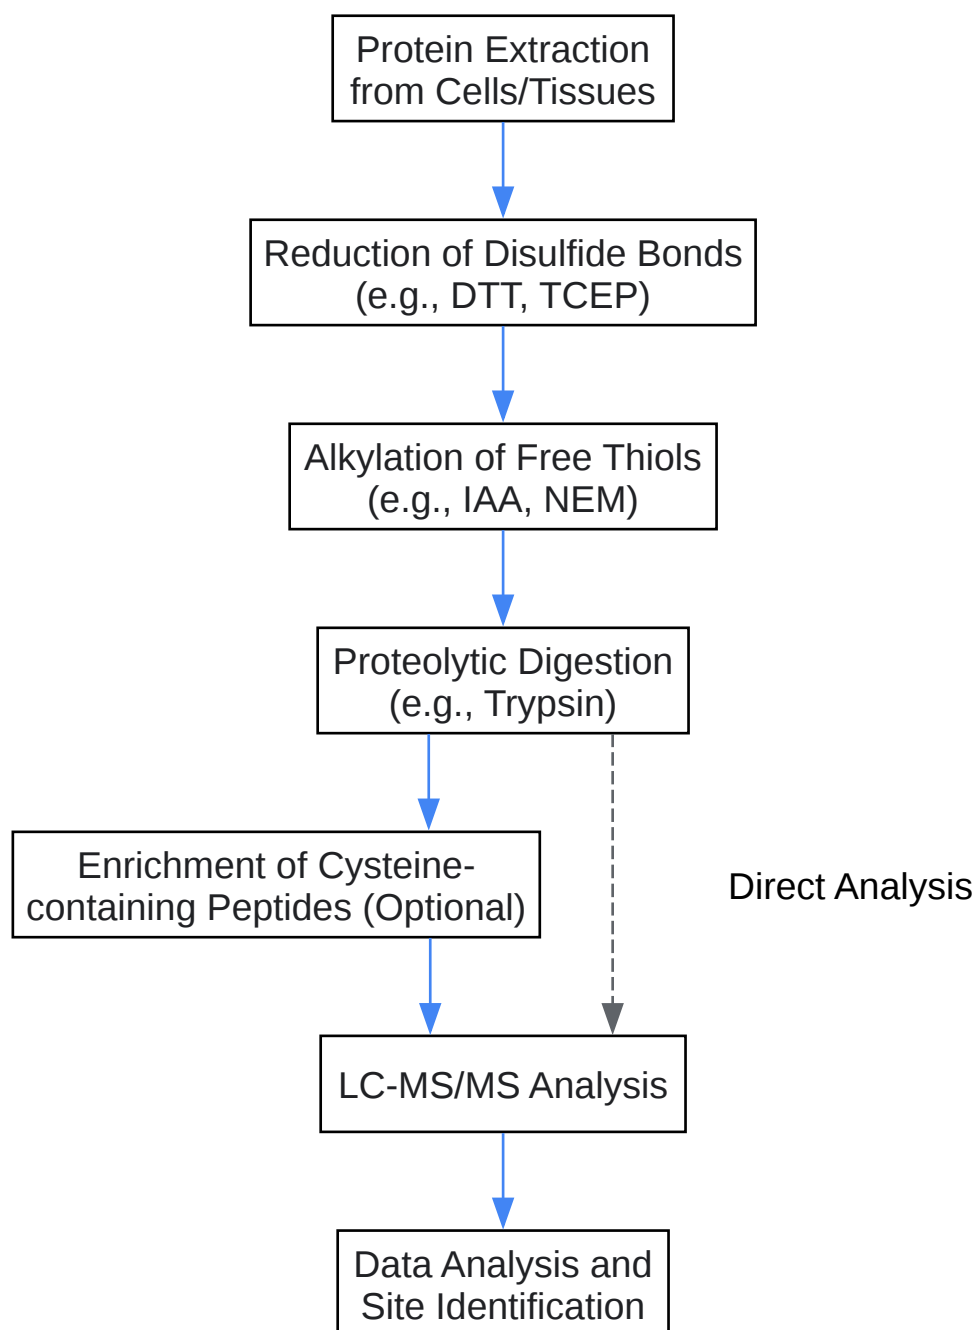 Protein Extraction
from Cells/Tissues
Reduction of Disulfide Bonds
(e.g., DTT, TCEP)
Alkylation of Free Thiols
(e.g., IAA, NEM)
Proteolytic Digestion
(e.g., Trypsin)
Enrichment of Cysteine-
containing Peptides (Optional)
Direct Analysis
LC-MS/MS Analysis
Data Analysis and
Site Identification